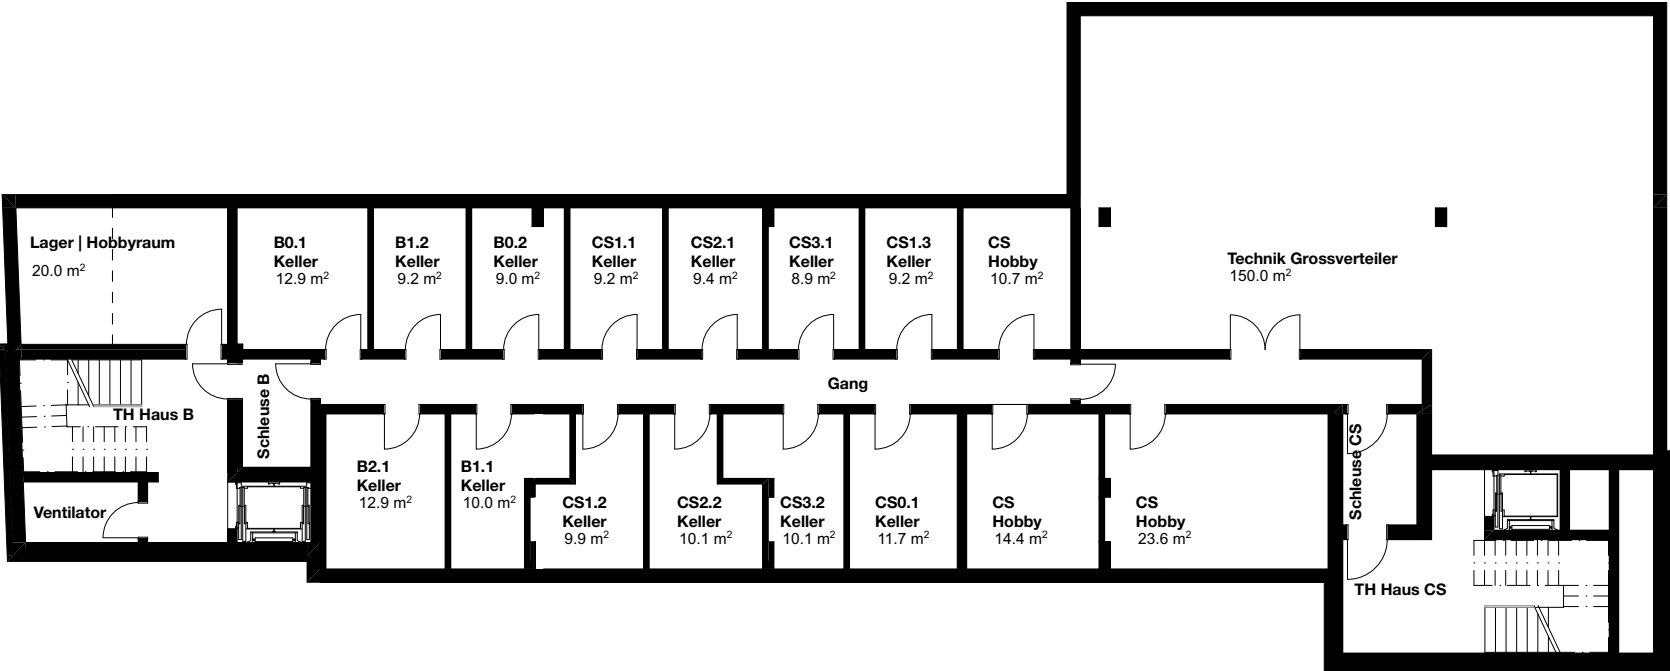 Lager | Hobbyraum
20.0 m²
B0.1
Keller
12.9 m²
B1.2
Keller
9.2 m²
B0.2
Keller
9.0 m²
CS1.1
Keller
9.2 m²
CS2.1
Keller
9.4 m²
CS3.1
Keller
8.9 m²
CS1.3
Keller
9.2 m²
CS
Hobby
10.7 m²
Technik Grossverteiler
150.0 m²
TH Haus B
Schleuse B
Gang
Ventilator
B2.1
Keller
12.9 m²
B1.1
Keller
10.0 m²
CS1.2
Keller
9.9 m²
CS2.2
Keller
10.1 m²
CS3.2
Keller
10.1 m²
CS0.1
Keller
11.7 m²
CS
Hobby
14.4 m²
CS
Hobby
23.6 m²
Schleuse CS
TH Haus CS